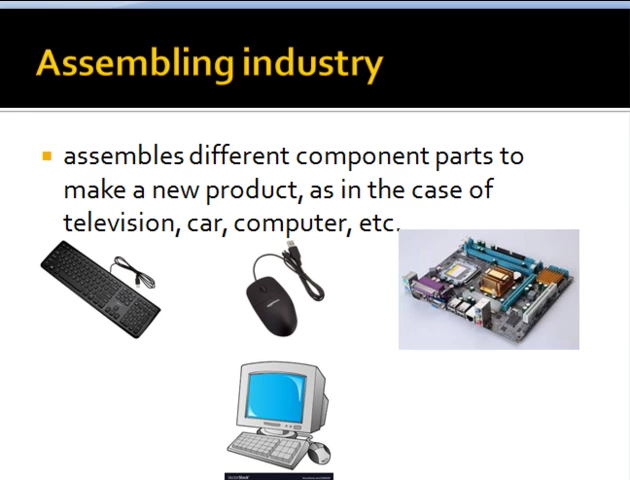 Assembling industry
assembles different component parts to
make a new product, as in the case of
television, car, computer, etc.
VectorStock